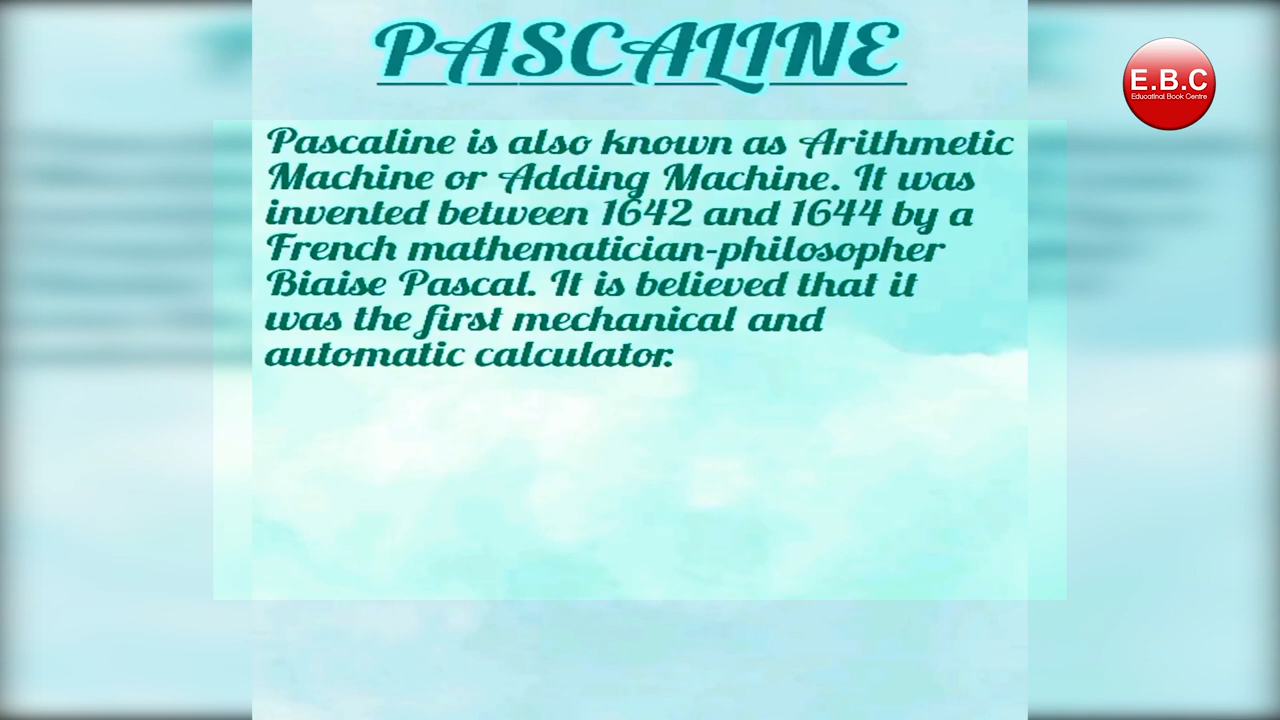 PASCALINE
E.B.C
Educatinal Book Centre
Pascaline is also known as Arithmetic
Machine or Adding Machine. It was
invented between 1642 and 1644 by a
French mathematician-philosopher
Biaise Pascal. It is believed that it
was the first mechanical and
automatic calculator.